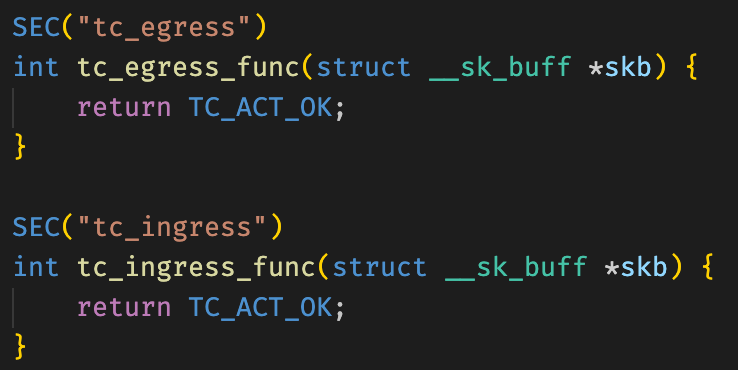 SEC("tc_egress")
int tc_egress_func(struct __sk_buff *skb) {
    return TC_ACT_OK;
}

SEC("tc_ingress")
int tc_ingress_func(struct __sk_buff *skb) {
    return TC_ACT_OK;
}